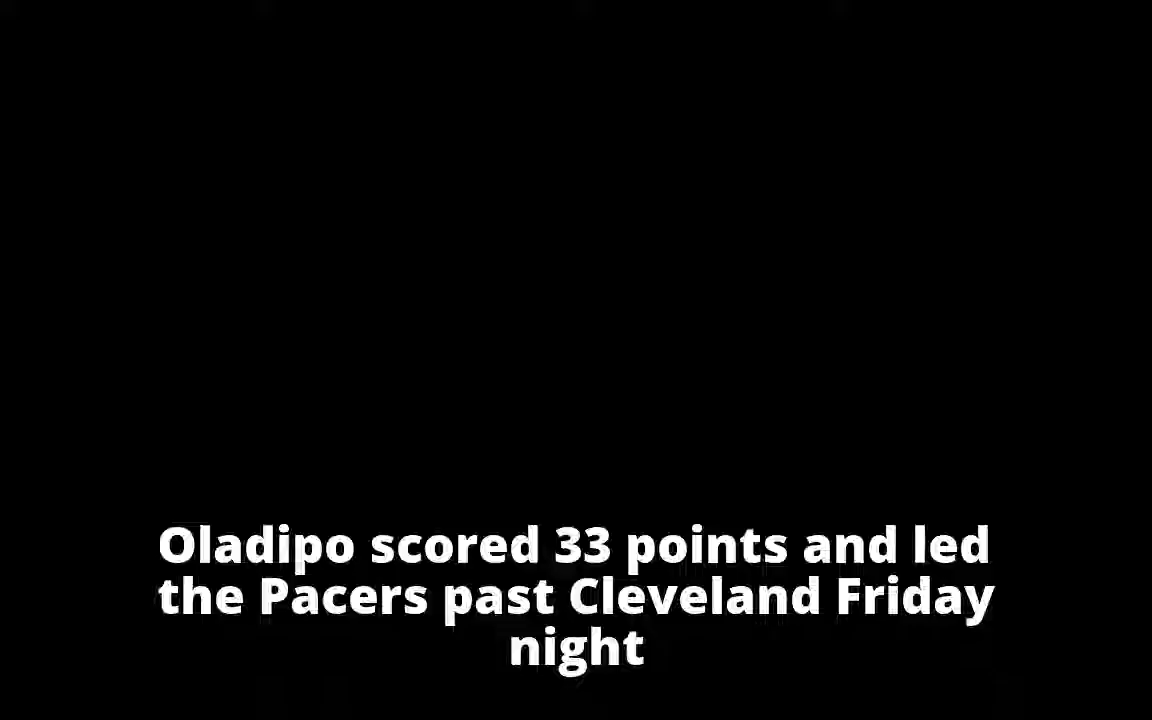 Oladipo scored 33 points and led
the Pacers past Cleveland Friday
night